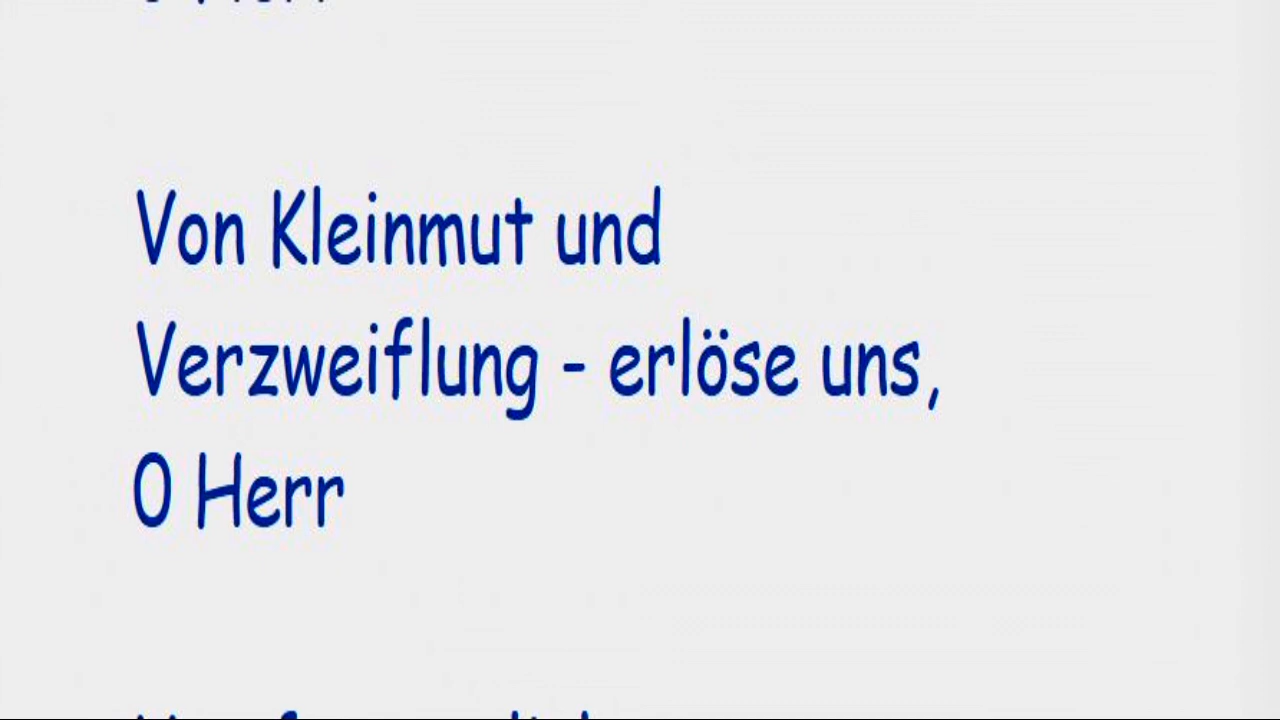 Von Kleinmut und
Verzweiflung - erlöse uns,
O Herr